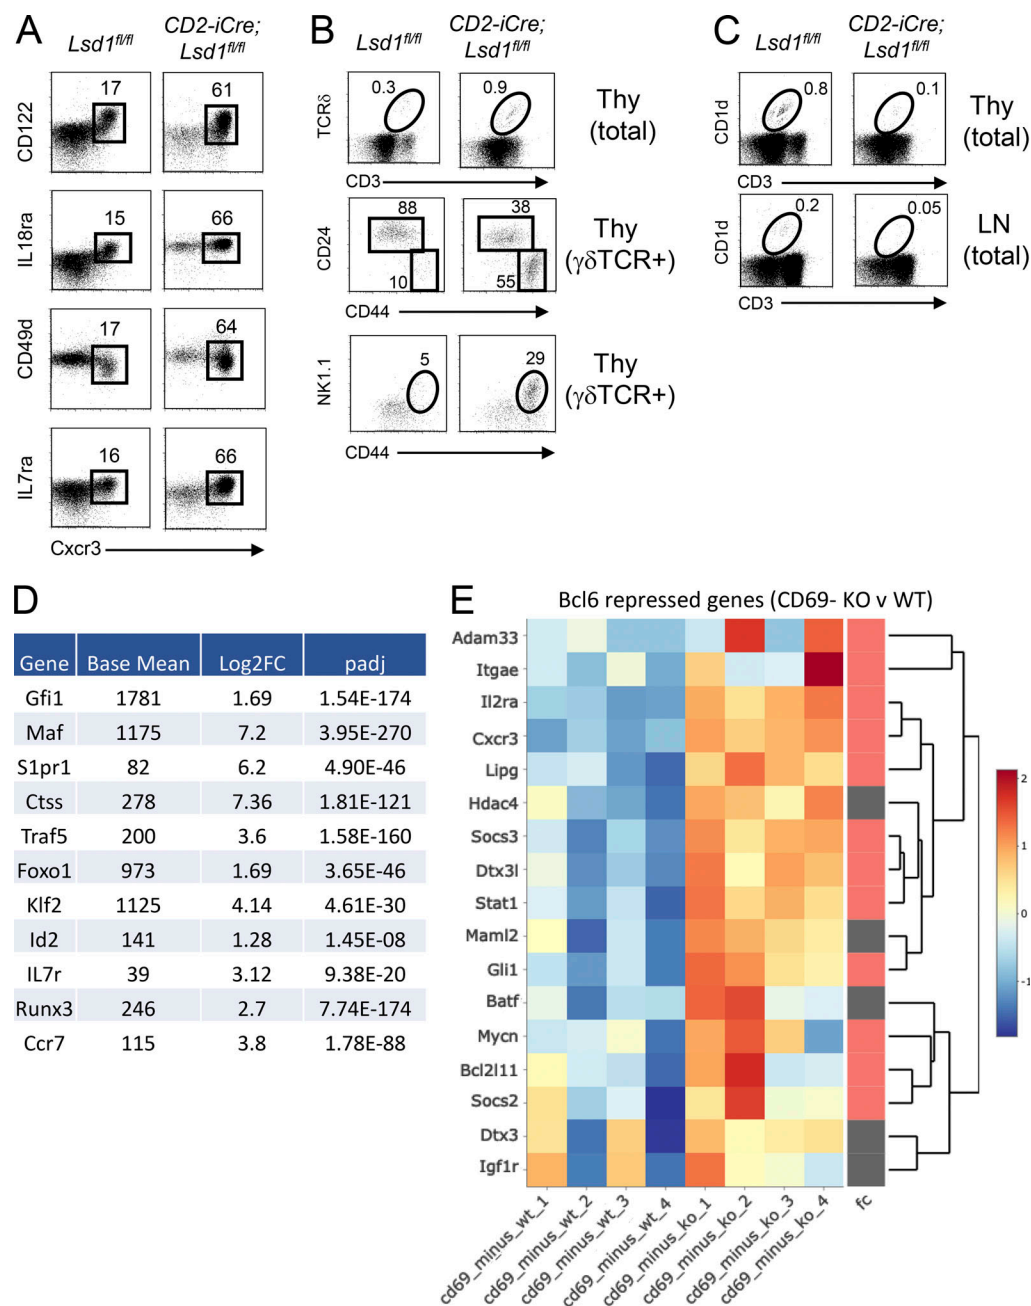 A
Lsd1fl/fl
CD2-iCre;
Lsd1fl/fl
17
61
CD122
15
66
IL18ra
17
64
CD49d
16
66
IL7ra
Cxcr3
B
Lsd1fl/fl
CD2-iCre;
Lsd1fl/fl
0.3
0.9
TCRδ
Thy
(total)
CD3
88
38
CD24
Thy
(γδTCR+)
10
55
CD44
5
29
NK1.1
Thy
(γδTCR+)
CD44
C
Lsd1fl/fl
CD2-iCre;
Lsd1fl/fl
0.8
0.1
CD1d
Thy
(total)
CD3
0.2
0.05
CD1d
LN
(total)
CD3
D
Gene Base Mean Log2FC padj
Gfi1 1781 1.69 1.54E-174
Maf 1175 7.2 3.95E-270
S1pr1 82 6.2 4.90E-46
Ctss 278 7.36 1.81E-121
Traf5 200 3.6 1.58E-160
Foxo1 973 1.69 3.65E-46
Klf2 1125 4.14 4.61E-30
Id2 141 1.28 1.45E-08
IL7r 39 3.12 9.38E-20
Runx3 246 2.7 7.74E-174
Ccr7 115 3.8 1.78E-88
E
Bcl6 repressed genes (CD69- KO v WT)
Adam33
Itgae
Il2ra
Cxcr3
Lipg
Hdac4
Socs3
Dtx3l
Stat1
Maml2
Gli1
Batf
Mycn
Bcl2l11
Socs2
Dtx3
Igf1r
2
1
0
-1
cd69_minus_wt_1
cd69_minus_wt_2
cd69_minus_wt_3
cd69_minus_wt_4
cd69_minus_ko_1
cd69_minus_ko_2
cd69_minus_ko_3
cd69_minus_ko_4
fc